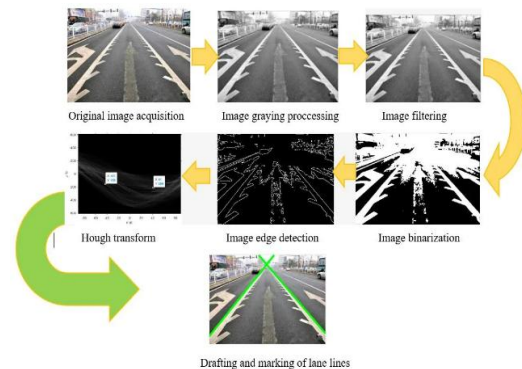 Original image acquisition
Image graying proccessing
Image filtering
Hough transform
Image edge detection
Image binarization
Drafting and marking of lane lines